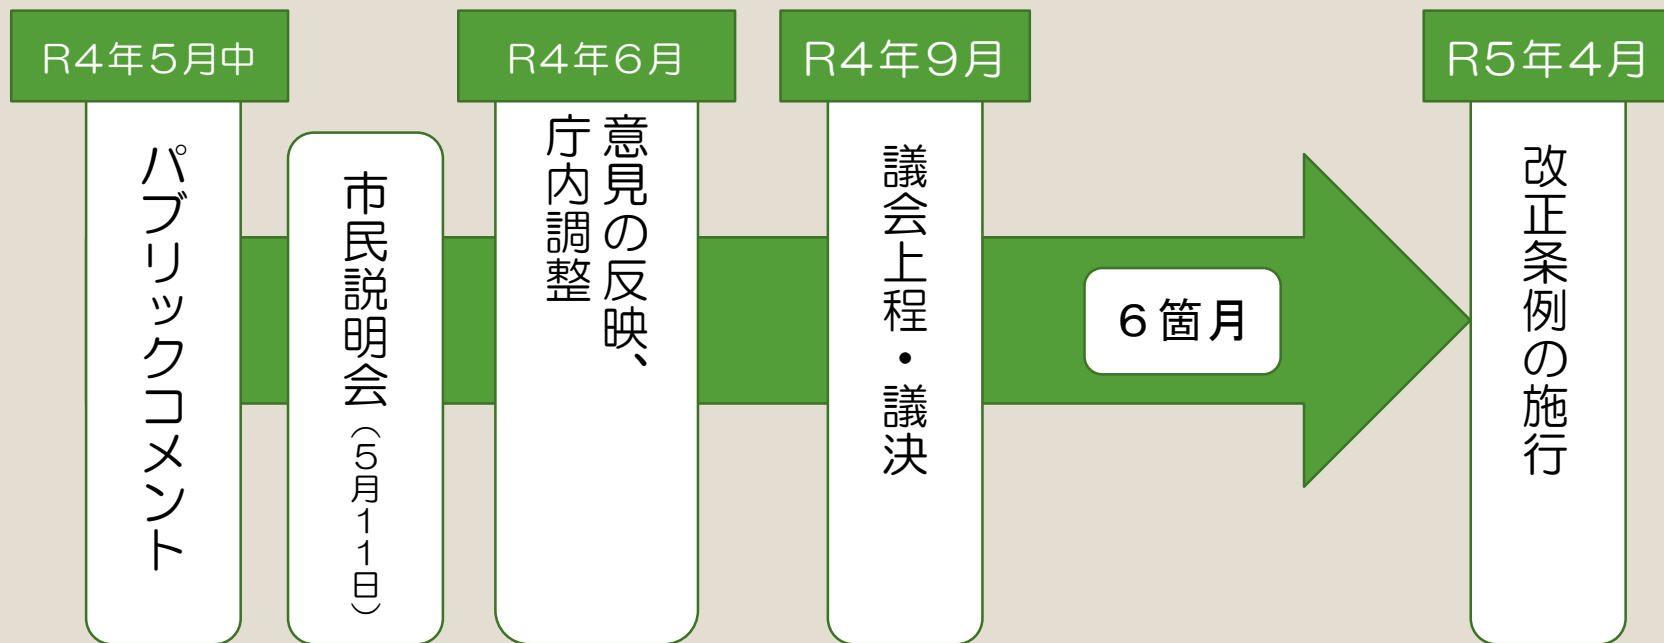 R4年5月中
パブリックコメント
市民説明会（５月１１日）
R4年6月
意見の反映、
庁内調整
R4年9月
議会上程・議決
６箇月
R5年4月
改正条例の施行